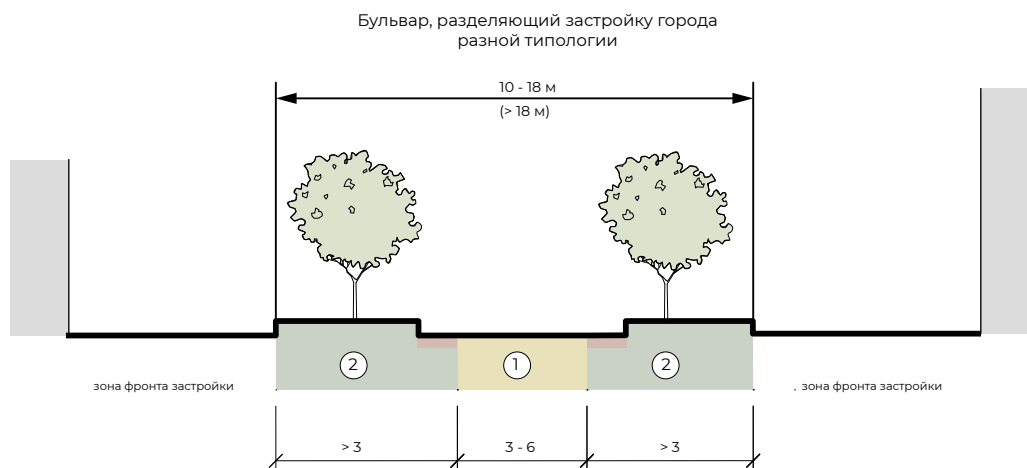 Бульвар, разделяющий застройку города
разной типологии
10 - 18 м
(> 18 м)
2
1
2
зона фронта застройки
зона фронта застройки
> 3
3 - 6
> 3